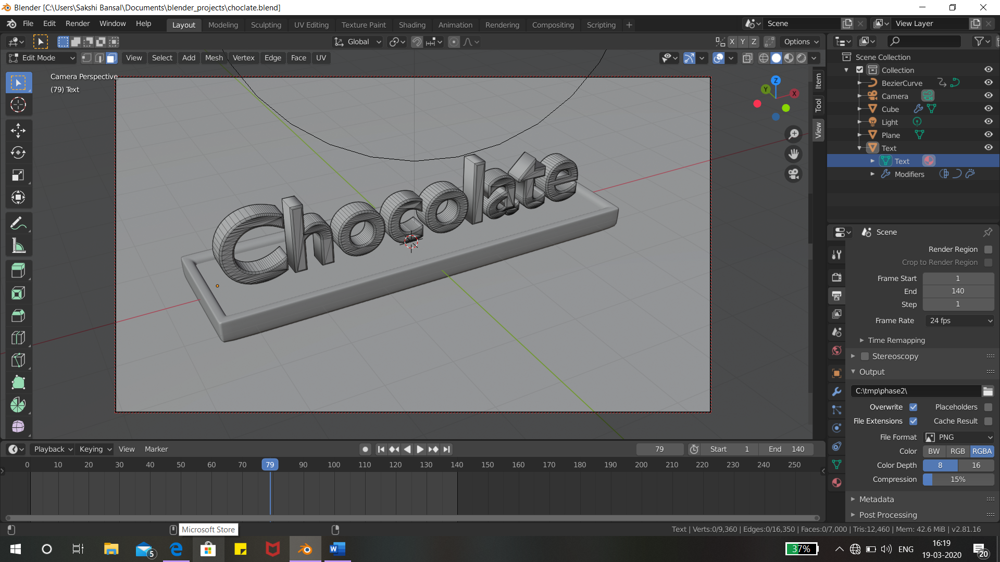 Blender [C:\Users\Sakshi Bansal\Documents\blender_projects\choclate.blend]
File Edit Render Window Help Layout Modeling Sculpting UV Editing Texture Paint Shading Animation Rendering Compositing Scripting + Scene View Layer
Global X Y Z Options
Edit Mode View Select Add Mesh Vertex Edge Face UV
Camera Perspective
(79) Text
Z Y X
Item
Tool
View
Chocolate
Scene Collection
Collection
BezierCurve
Camera
Cube
Light
Plane
Text
Text
Modifiers
Scene
Render Region
Crop to Render Region
Frame Start 1
End 140
Step 1
Frame Rate 24 fps
Time Remapping
Stereoscopy
Output
C:\tmp\phase2\
Overwrite Placeholders
File Extensions Cache Result
File Format PNG
Color BW RGB RGBA
Color Depth 8 16
Compression 15%
Metadata
Post Processing
Playback Keying View Marker 79 Start 1 End 140
0 10 20 30 40 50 60 70 79 90 100 110 120 130 140 150 160 170 180 190 200 210 220 230 240 250
Microsoft Store
Text | Verts:0/9,360 | Edges:0/16,350 | Faces:0/7,000 | Tris:12,460 | Mem: 42.6 MiB | v2.81.16
5 W 37% ENG 16:19
19-03-2020 20